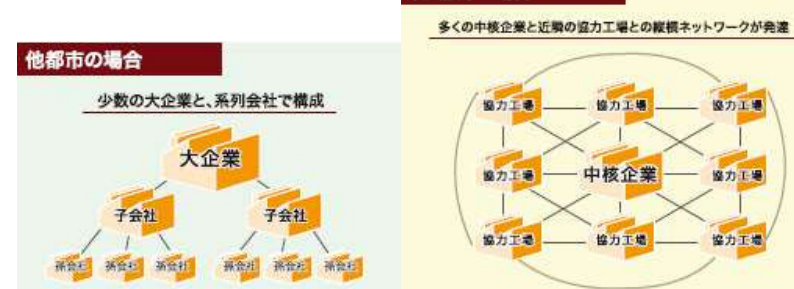 他都市の場合
少数の大企業と、系列会社で構成
大企業
子会社 子会社
孫会社 孫会社 孫会社 孫会社 孫会社 孫会社
多くの中核企業と近隣の協力工場との縦横ネットワークが発達
協力工場 協力工場 協力工場
協力工場 中核企業 協力工場
協力工場 協力工場 協力工場